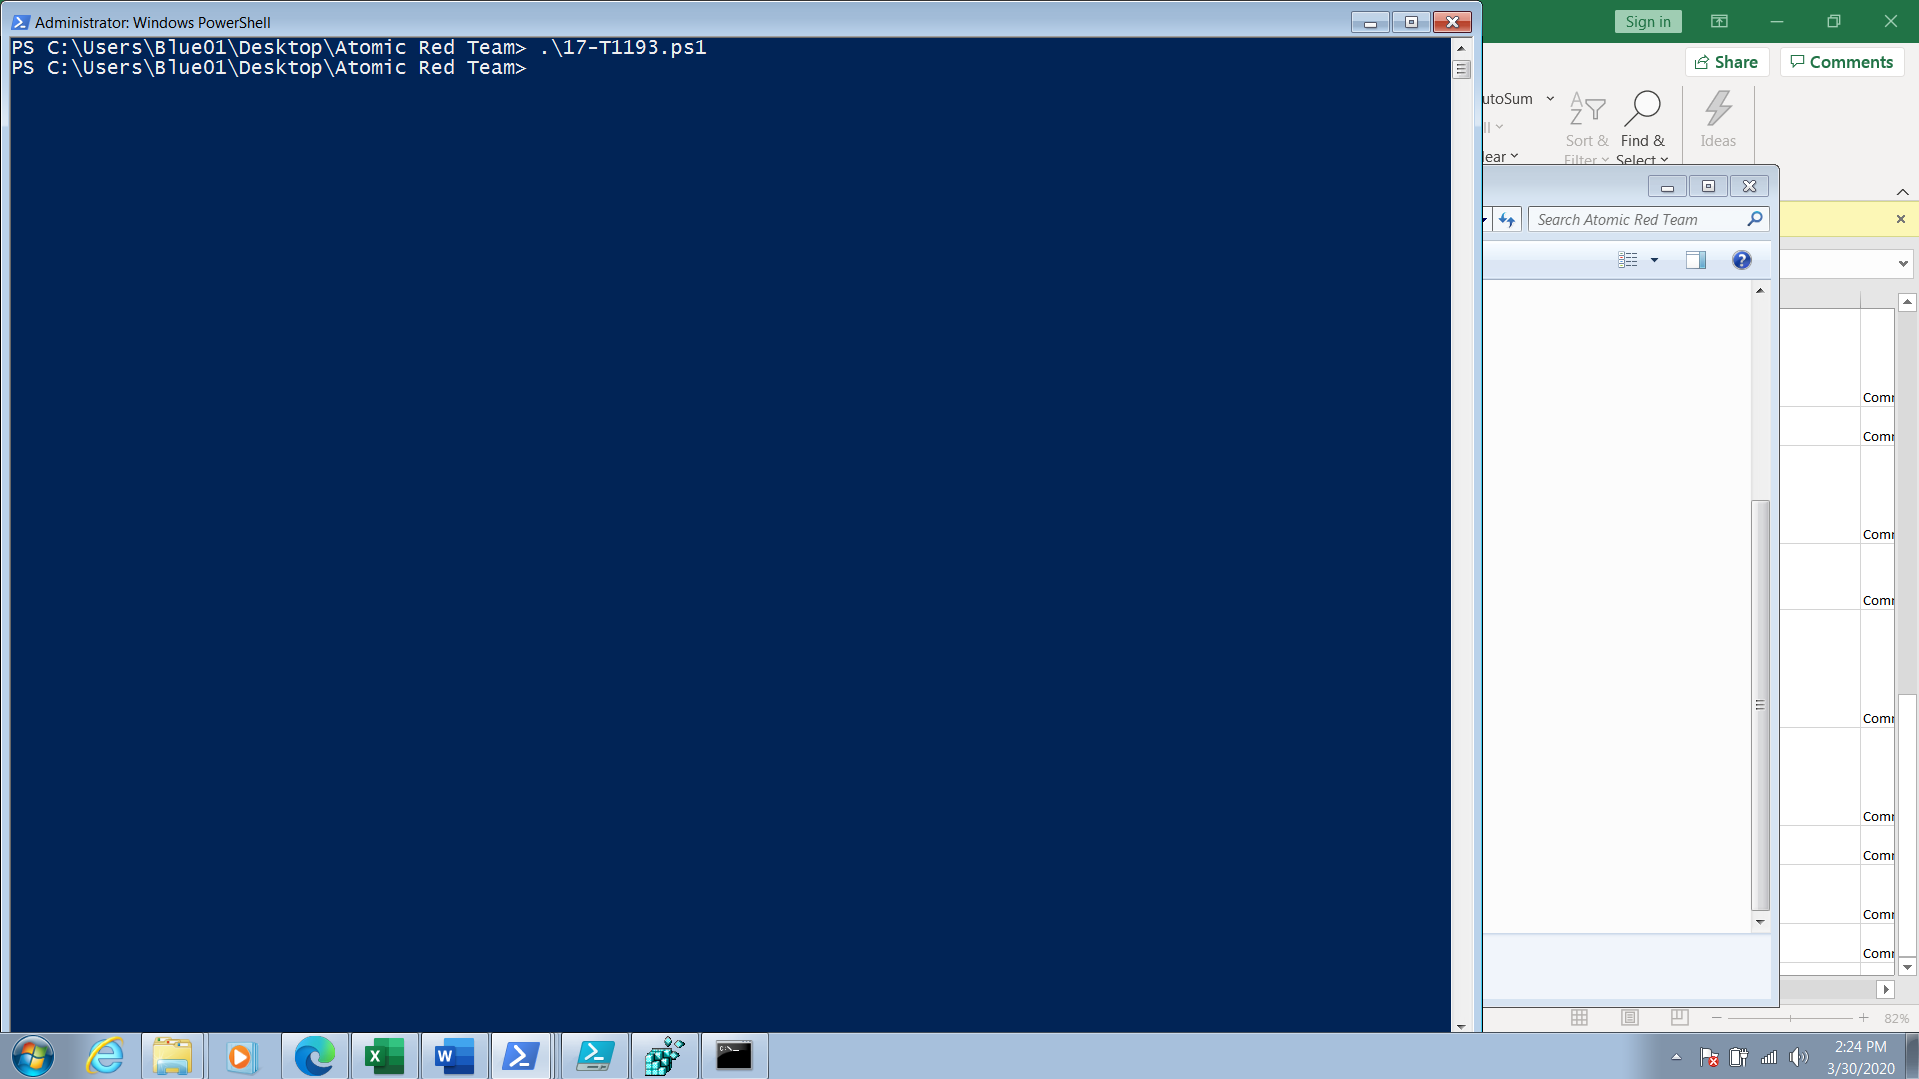 Administrator: Windows PowerShell
PS C:\Users\Blue01\Desktop\Atomic Red Team> .\17-T1193.ps1
PS C:\Users\Blue01\Desktop\Atomic Red Team>
Sign in
Share
Comments
utoSum
Sort &
Filter
Find &
Select
Ideas
ear
Search Atomic Red Team
Com
Com
Com
Com
Com
Com
Com
Com
Com
82%
2:24 PM
3/30/2020